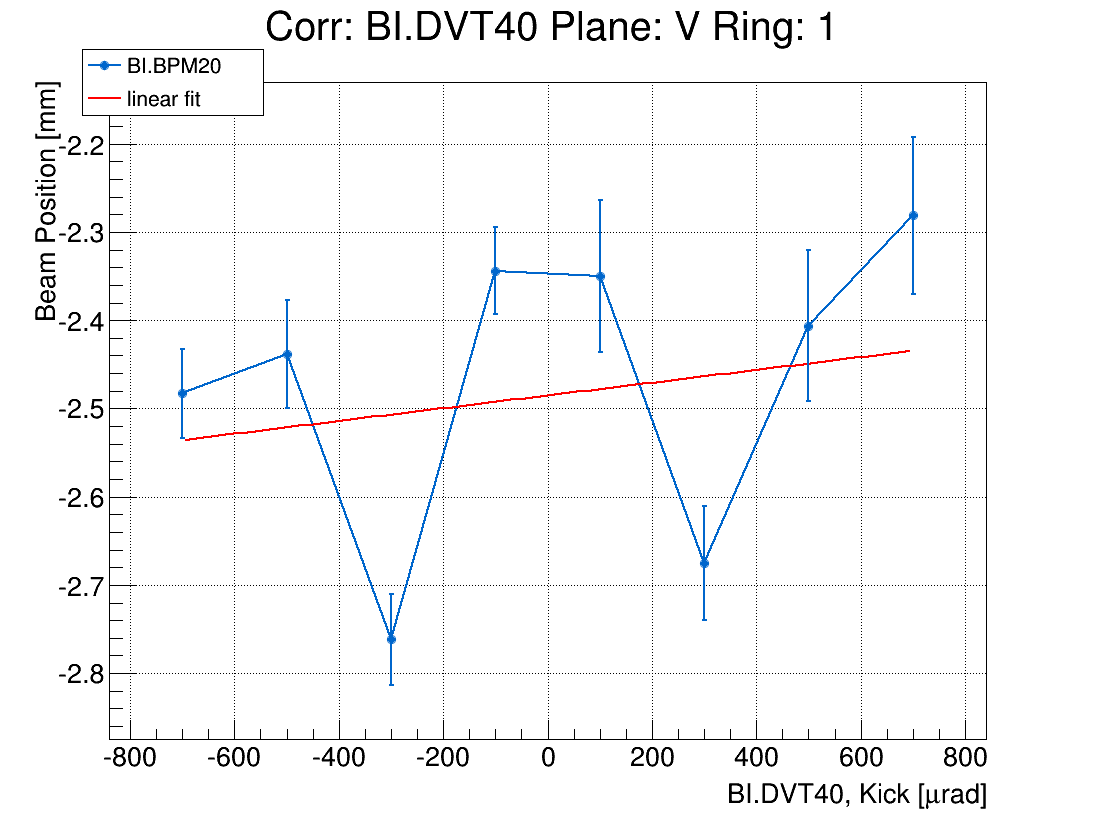 Corr: BI.DVT40 Plane: V Ring: 1
BI.BPM20
linear fit
Beam Position [mm]
-2.2
-2.3
-2.4
-2.5
-2.6
-2.7
-2.8
-800 -600 -400 -200 0 200 400 600 800
BI.DVT40, Kick [μrad]